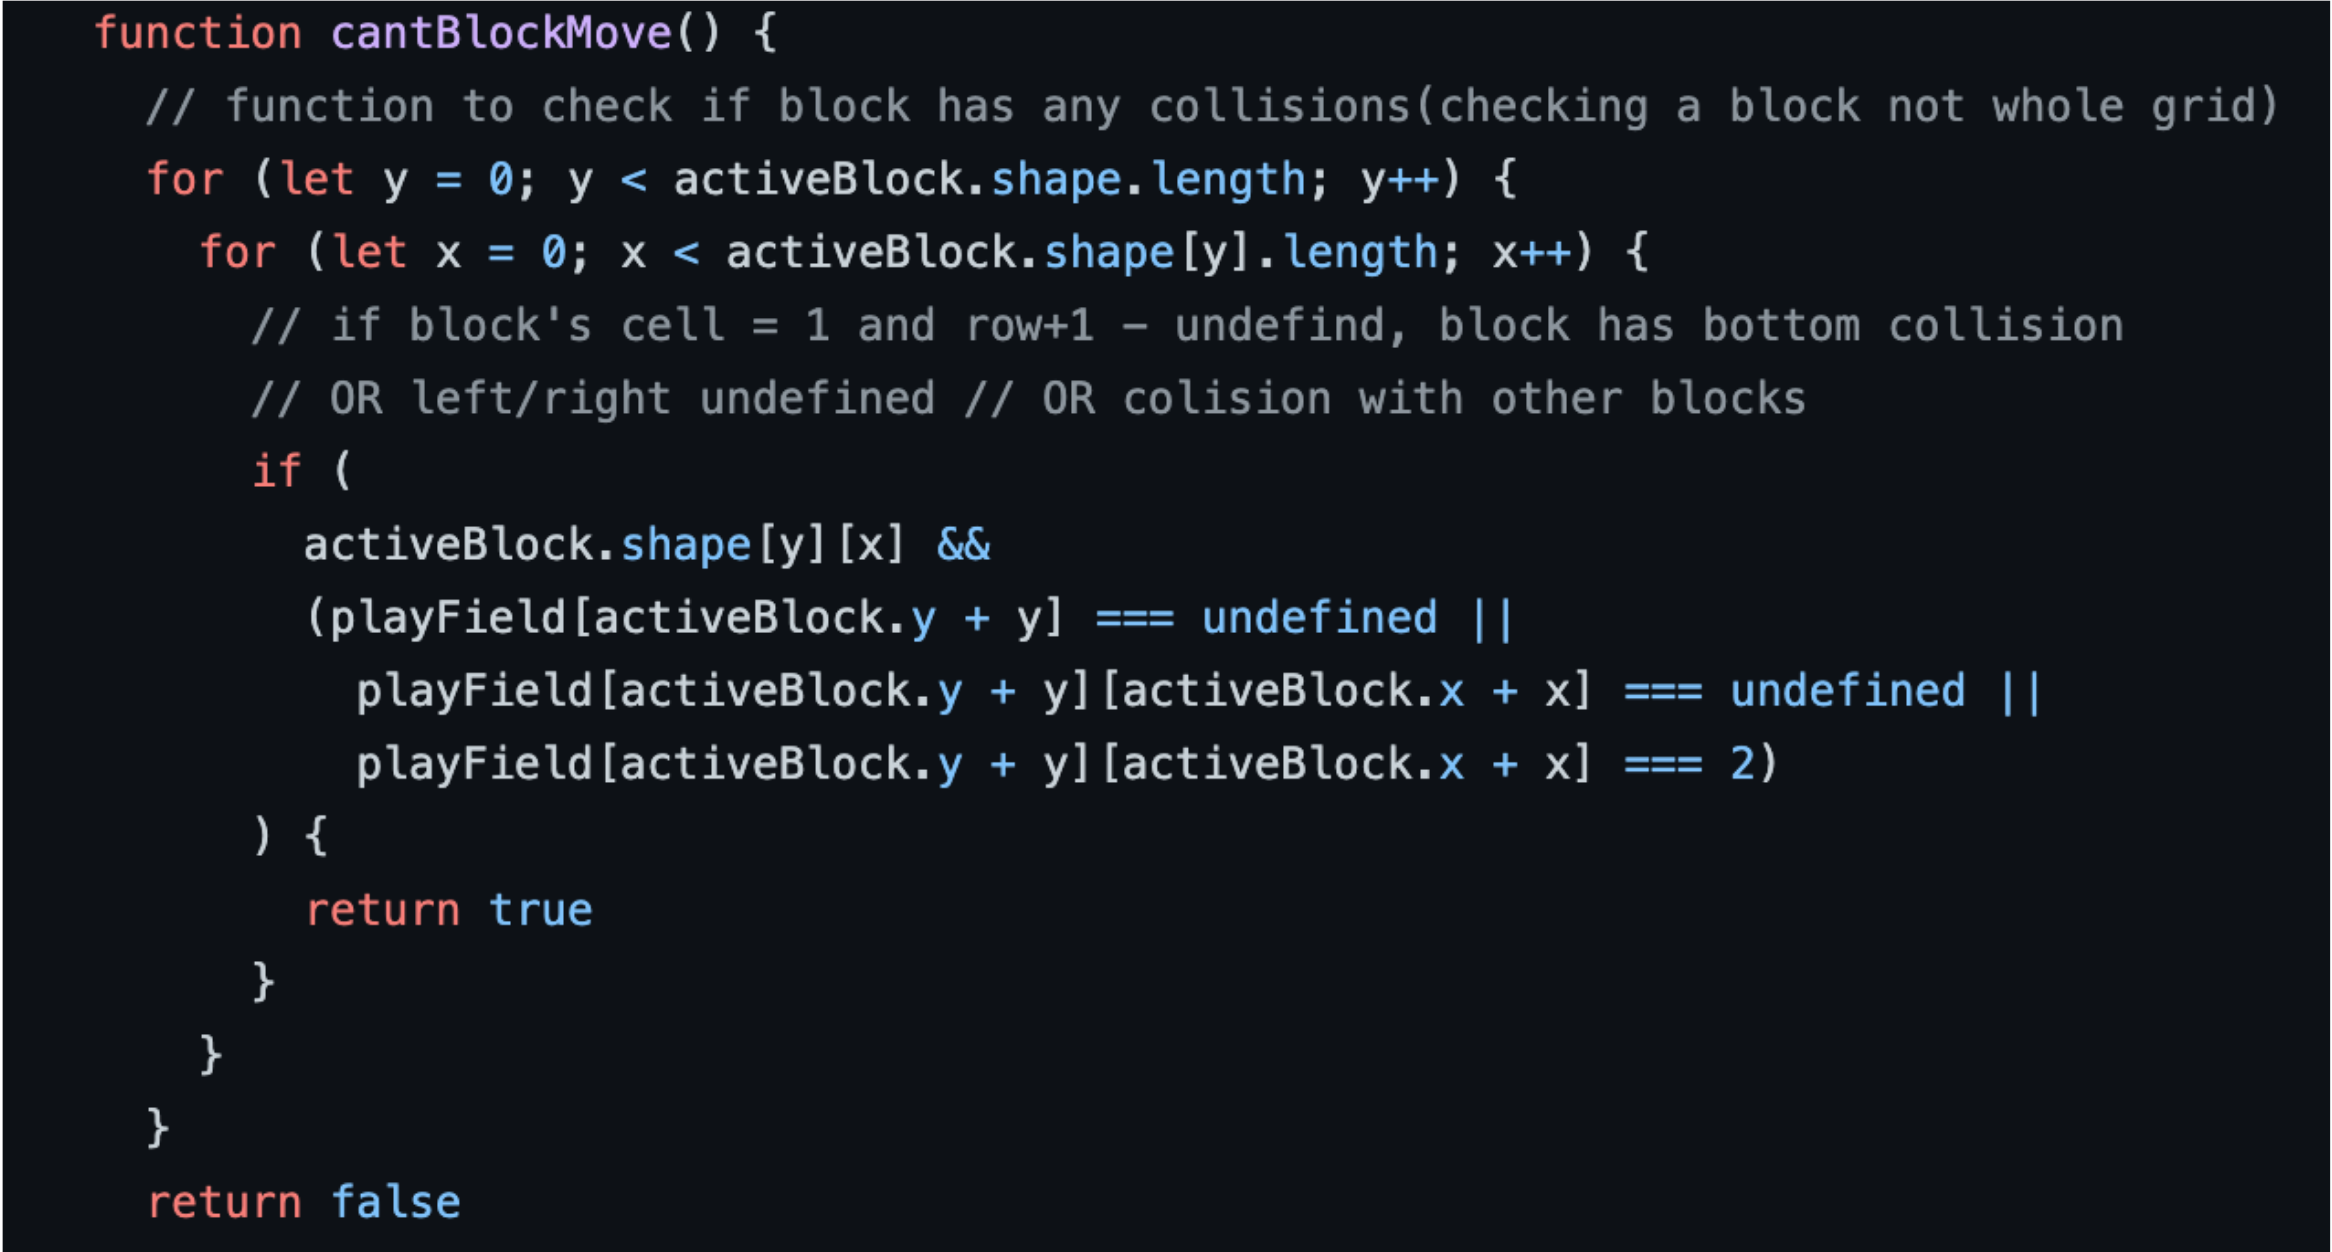 function cantBlockMove() {
// function to check if block has any collisions(checking a block not whole grid)
for (let y = 0; y < activeBlock.shape.length; y++) {
for (let x = 0; x < activeBlock.shape[y].length; x++) {
// if block's cell = 1 and row+1 – undefind, block has bottom collision
// OR left/right undefined // OR colision with other blocks
if (
activeBlock.shape[y][x] &&
(playField[activeBlock.y + y] === undefined ||
playField[activeBlock.y + y][activeBlock.x + x] === undefined ||
playField[activeBlock.y + y][activeBlock.x + x] === 2)
) {
return true
}
}
}
return false